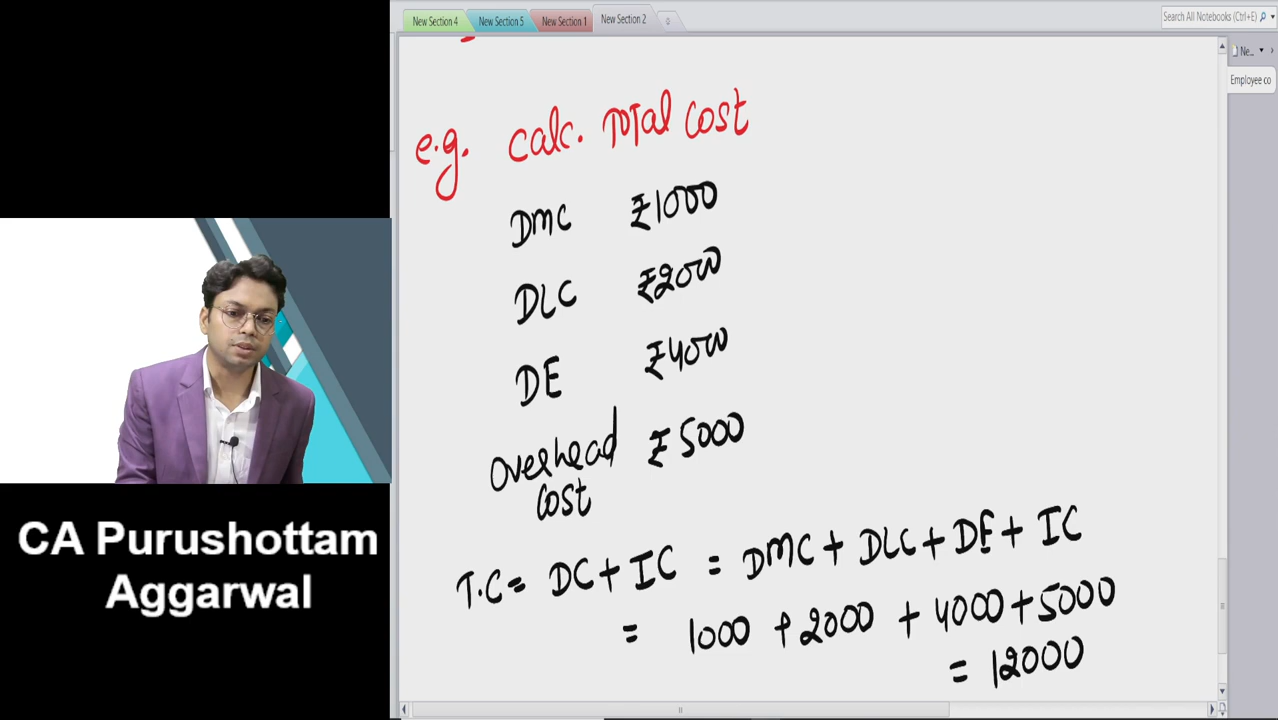 New Section 4
New Section 5
New Section 1
New Section 2
Search All Notebooks (Ctrl+E)
Ne...
Employee co
e.g. calc. Total cost
DMC ₹1000
DLC ₹2000
DE ₹4000
overhead ₹5000
cost
T.C = DC + IC = DMC + DLC + DE + IC
= 1000 + 2000 + 4000 + 5000
= 12000
CA Purushottam
Aggarwal